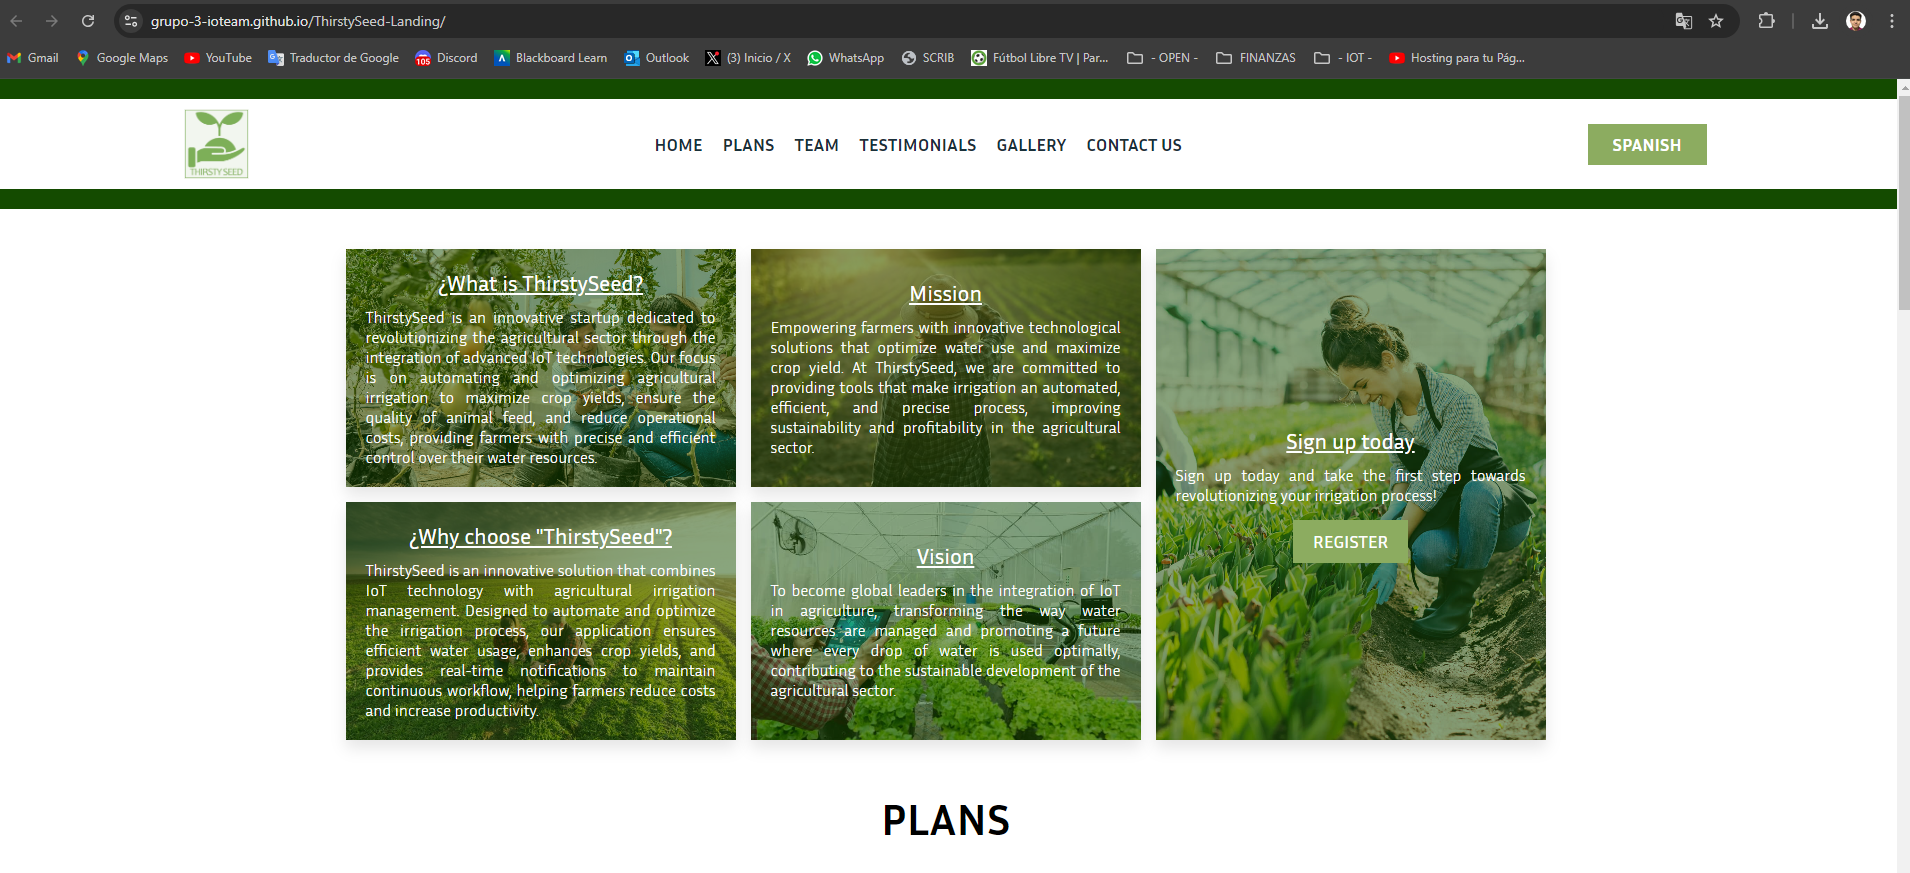 grupo-3-ioteam.github.io/ThirstySeed-Landing/
Gmail
Google Maps
YouTube
Traductor de Google
105
Discord
Blackboard Learn
Outlook
(3) Inicio / X
WhatsApp
SCRIB
Fútbol Libre TV | Par...
- OPEN -
FINANZAS
- IOT -
Hosting para tu Pág...
THIRSTY SEED
HOME
PLANS
TEAM
TESTIMONIALS
GALLERY
CONTACT US
SPANISH
¿What is ThirstySeed?
ThirstySeed is an innovative startup dedicated to
revolutionizing the agricultural sector through the
integration of advanced IoT technologies. Our focus
is on automating and optimizing agricultural
irrigation to maximize crop yields, ensure the
quality of animal feed, and reduce operational
costs, providing farmers with precise and efficient
control over their water resources.
Mission
Empowering farmers with innovative technological
solutions that optimize water use and maximize
crop yield. At ThirstySeed, we are committed to
providing tools that make irrigation an automated,
efficient, and precise process, improving
sustainability and profitability in the agricultural
sector.
Sign up today
Sign up today and take the first step towards
revolutionizing your irrigation process!
REGISTER
¿Why choose "ThirstySeed"?
ThirstySeed is an innovative solution that combines
IoT technology with agricultural irrigation
management. Designed to automate and optimize
the irrigation process, our application ensures
efficient water usage, enhances crop yields, and
provides real-time notifications to maintain
continuous workflow, helping farmers reduce costs
and increase productivity.
Vision
To become global leaders in the integration of IoT
in agriculture, transforming the way water
resources are managed and promoting a future
where every drop of water is used optimally,
contributing to the sustainable development of the
agricultural sector.
PLANS